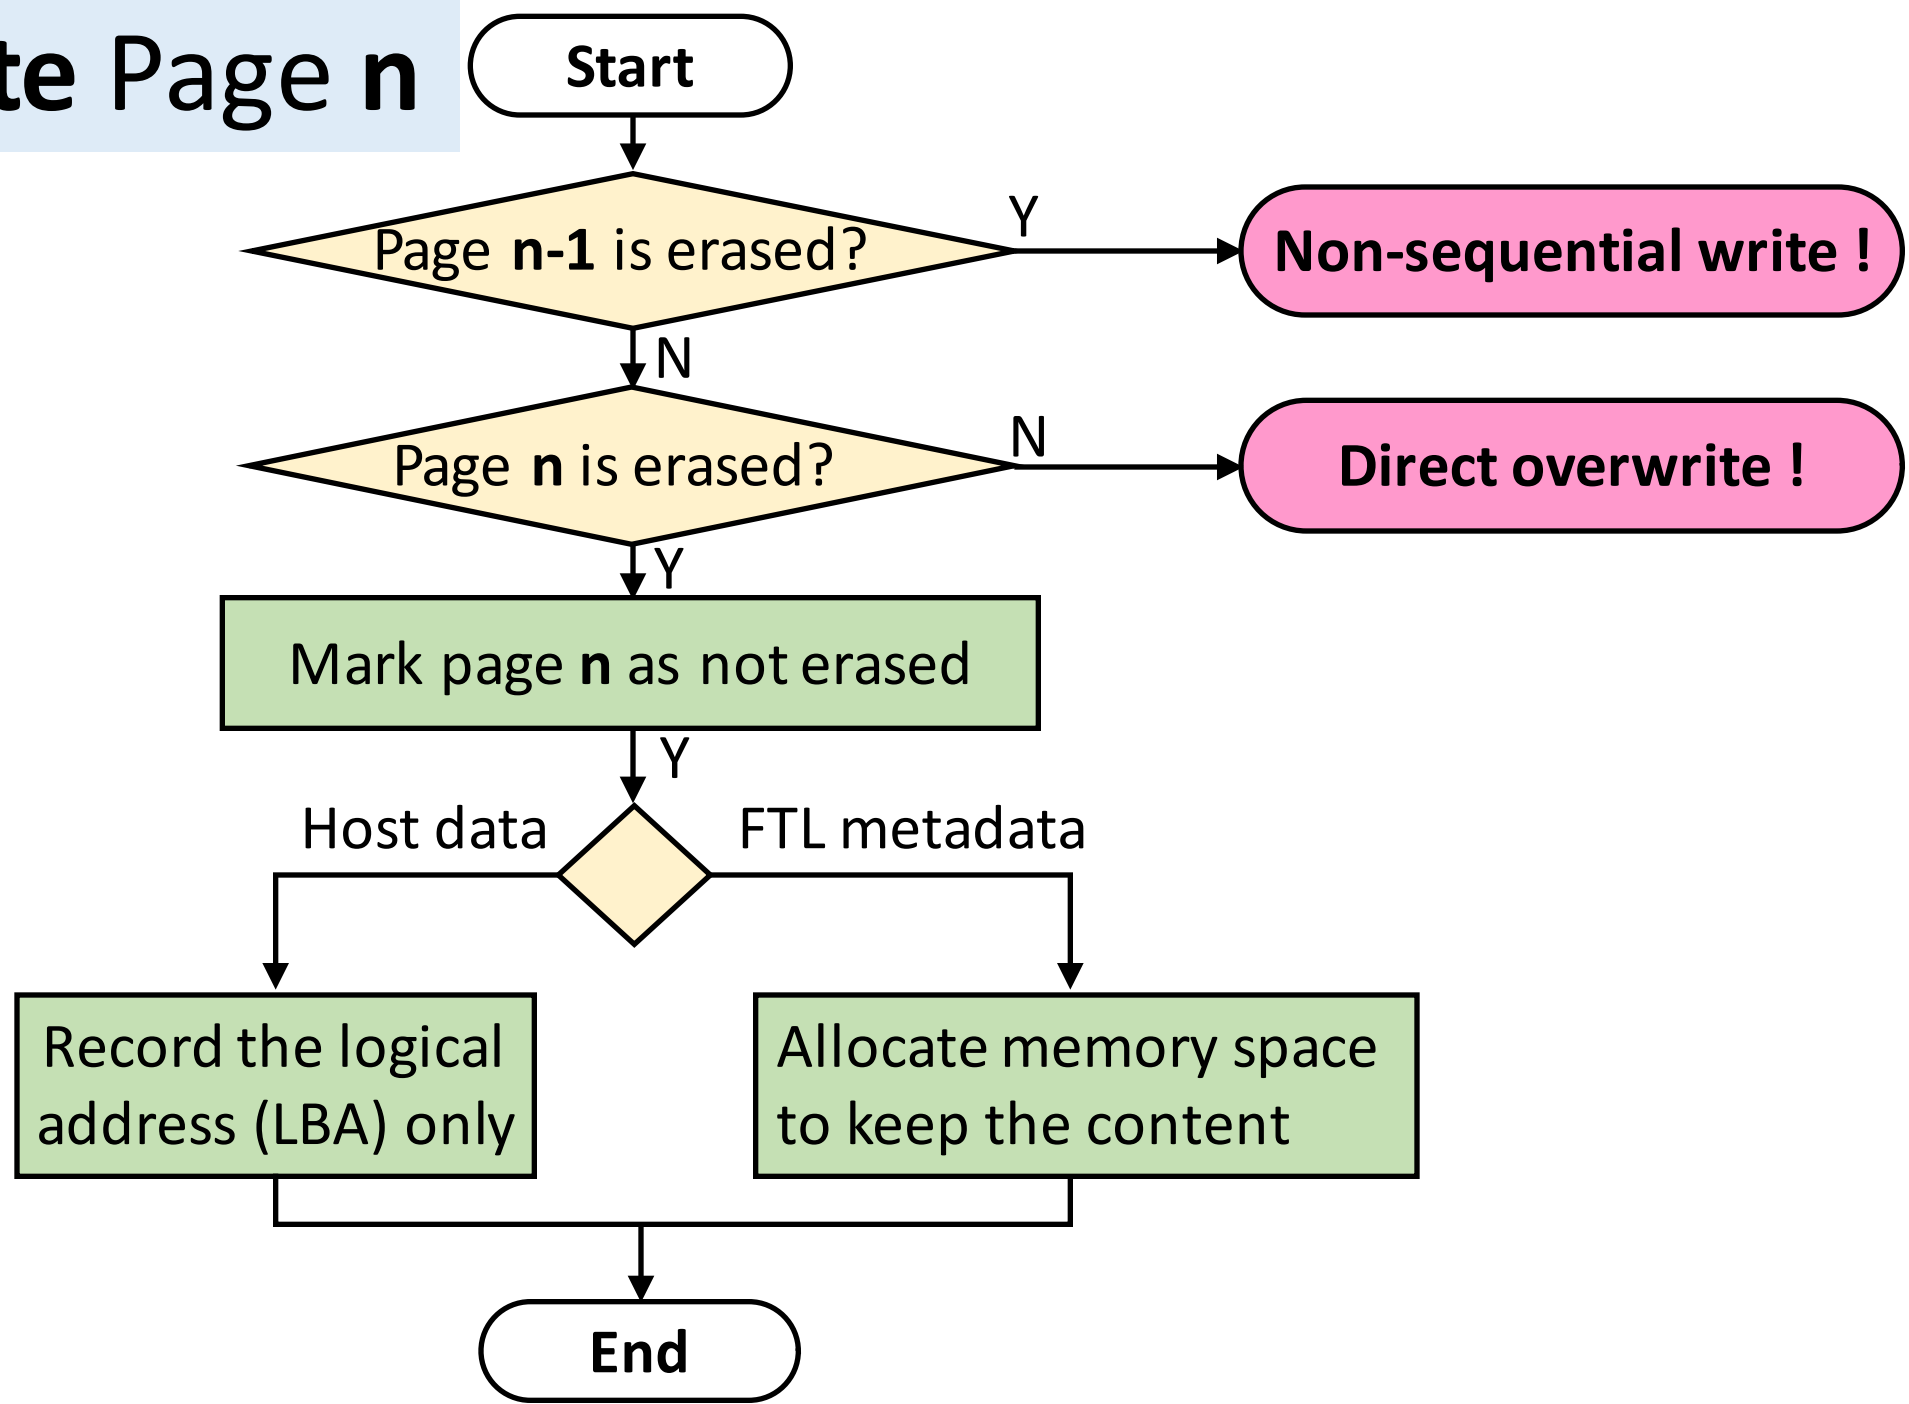 te Page n
Start
Page n-1 is erased?
Y
Non-sequential write !
N
Page n is erased?
N
Direct overwrite !
Y
Mark page n as not erased
Y
Host data
FTL metadata
Record the logical
address (LBA) only
Allocate memory space
to keep the content
End